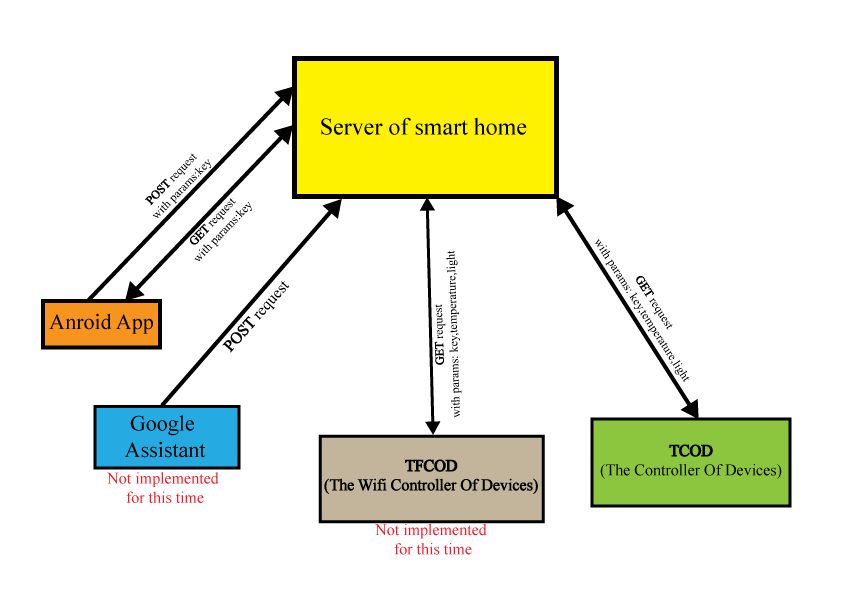 Server of smart home
POST request
with params:key
GET request
with params:key
POST request
GET request
with params: key,temperature,light
GET request
with params: key,temperature,light
Anroid App
Google
Assistant
Not implemented
for this time
TFCOD
(The Wifi Controller Of Devices)
Not implemented
for this time
TCOD
(The Controller Of Devices)